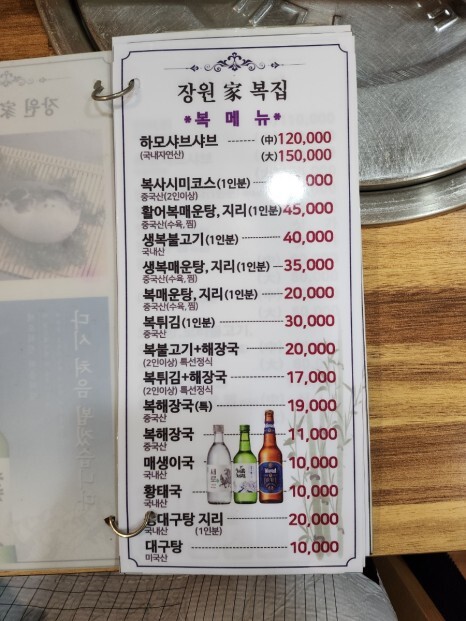 장원 家 복집
*복 메 뉴*
하모샤브샤브 ------- (中)120,000
(국내자연산) (大)150,000
복사시미코스(1인분) ,000
중국산(2인이상)
활어복매운탕, 지리(1인분) 45,000
중국산(수육, 찜)
생복불고기(1인분) 40,000
국내산
생복매운탕, 지리(1인분) 35,000
중국산(수육, 찜)
복매운탕, 지리(1인분) 20,000
중국산(수육, 찜)
복튀김(1인분) 30,000
중국산
복불고기+해장국 20,000
(2인이상) 특선정식
복튀김+해장국 17,000
(2인이상) 특선정식
복해장국(특) 19,000
중국산
복해장국 11,000
중국산
매생이국 10,000
국내산
황태국 10,000
국내산
대구탕 지리 20,000
국내산 (1인분)
대구탕 10,000
미국산
장원 家
다시 처음